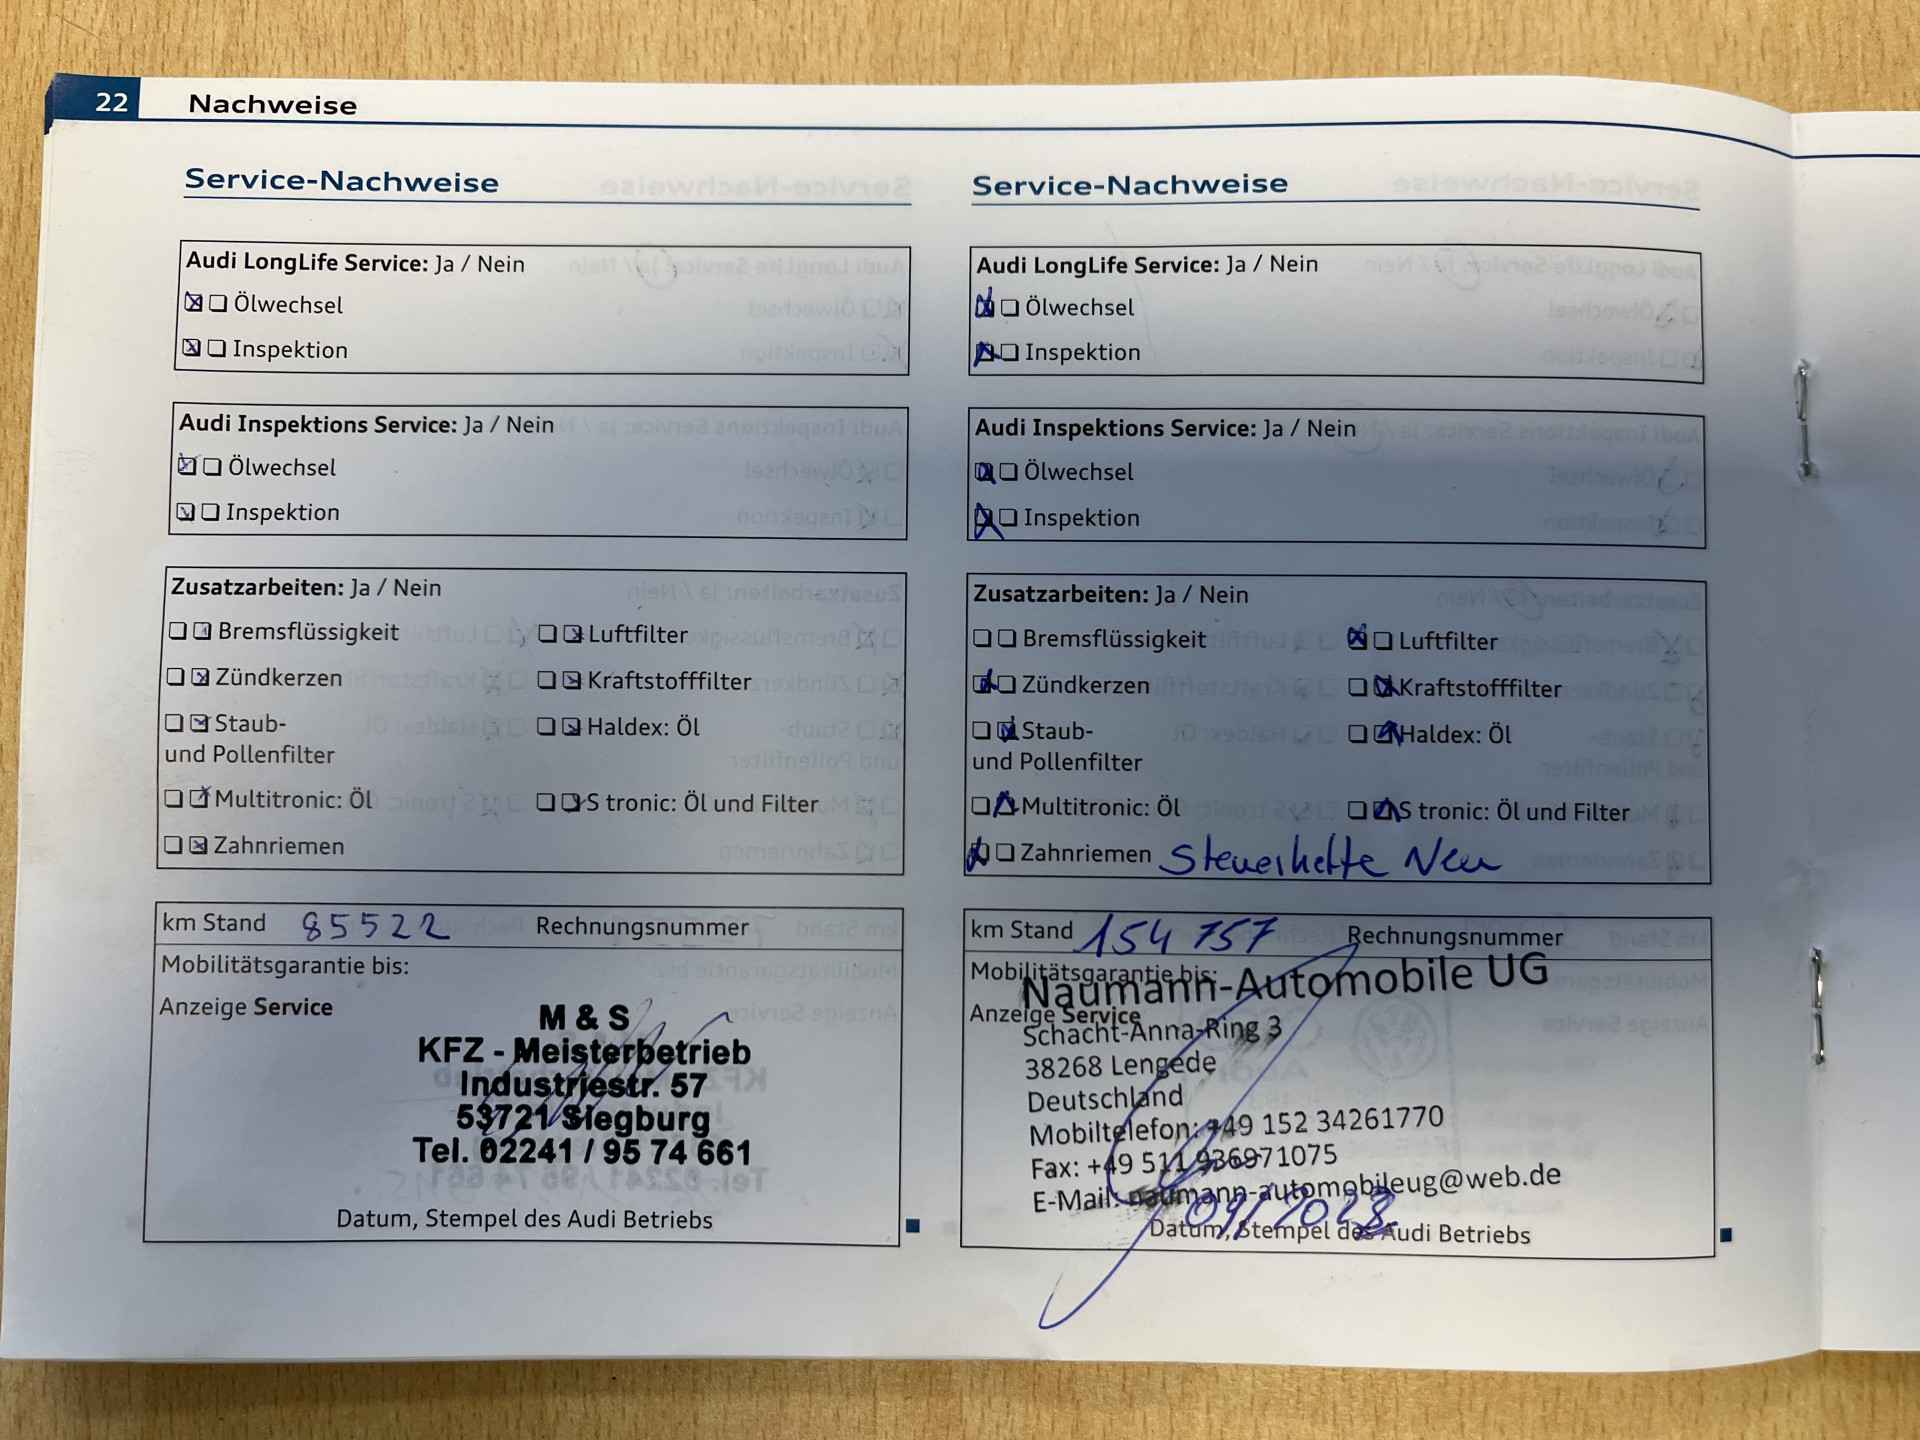 22 Nachweise
Service-Nachweise
Audi LongLife Service: Ja / Nein
Ölwechsel
Inspektion
Audi Inspektions Service: Ja / Nein
Ölwechsel
Inspektion
Zusatzarbeiten: Ja / Nein
Bremsflüssigkeit Luftfilter
Zündkerzen Kraftstofffilter
Staub- Haldex: Öl
und Pollenfilter
Multitronic: Öl S tronic: Öl und Filter
Zahnriemen
km Stand 85522 Rechnungsnummer
Mobilitätsgarantie bis:
Anzeige Service
M & S
KFZ - Meisterbetrieb
Industriestr. 57
53721 Siegburg
Tel. 02241 / 95 74 661
Datum, Stempel des Audi Betriebs
Service-Nachweise
Audi LongLife Service: Ja / Nein
Ölwechsel
Inspektion
Audi Inspektions Service: Ja / Nein
Ölwechsel
Inspektion
Zusatzarbeiten: Ja / Nein
Bremsflüssigkeit Luftfilter
Zündkerzen Kraftstofffilter
Staub- Haldex: Öl
und Pollenfilter
Multitronic: Öl S tronic: Öl und Filter
Zahnriemen Steuerkette Neu
km Stand 154757 Rechnungsnummer
Mobilitätsgarantie bis:
Naumann-Automobile UG
Anzeige Service
Schacht-Anna-Ring 3
38268 Lengede
Deutschland
Mobiltelefon: +49 152 34261770
Fax: +49 511 936971075
E-Mail: naumann-automobileug@web.de
09/2023
Datum, Stempel des Audi Betriebs